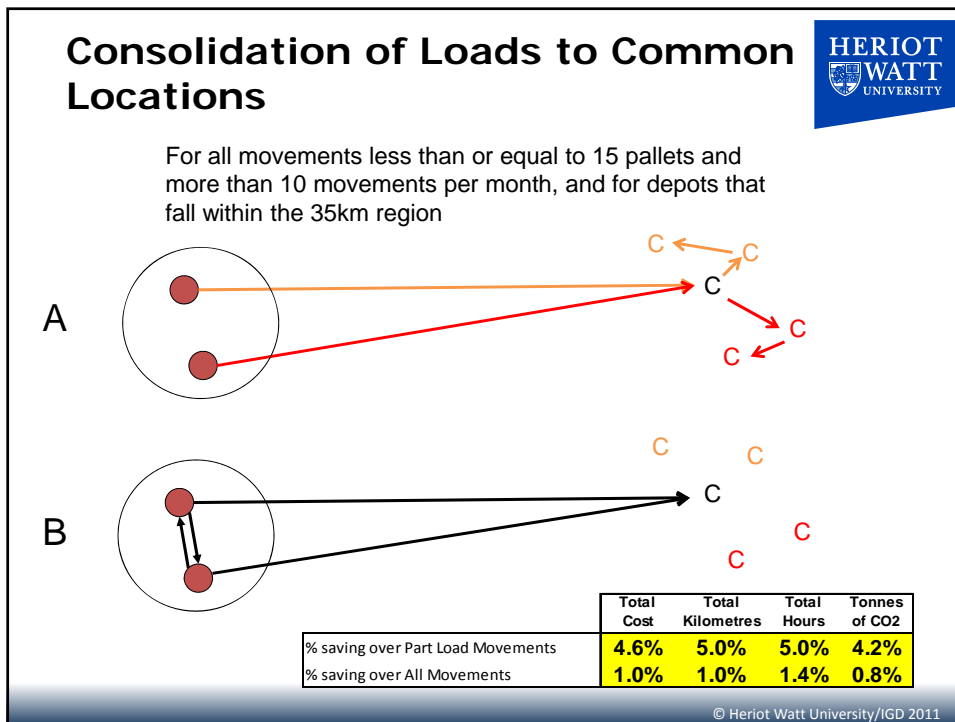 Consolidation of Loads to Common
Locations
HERIOT
WATT
UNIVERSITY
For all movements less than or equal to 15 pallets and
more than 10 movements per month, and for depots that
fall within the 35km region
A
C
C
C
C
C
B
C
C
C
C
C
Total Cost Total Kilometres Total Hours Tonnes of CO2
% saving over Part Load Movements 4.6% 5.0% 5.0% 4.2%
% saving over All Movements 1.0% 1.0% 1.4% 0.8%
© Heriot Watt University/IGD 2011